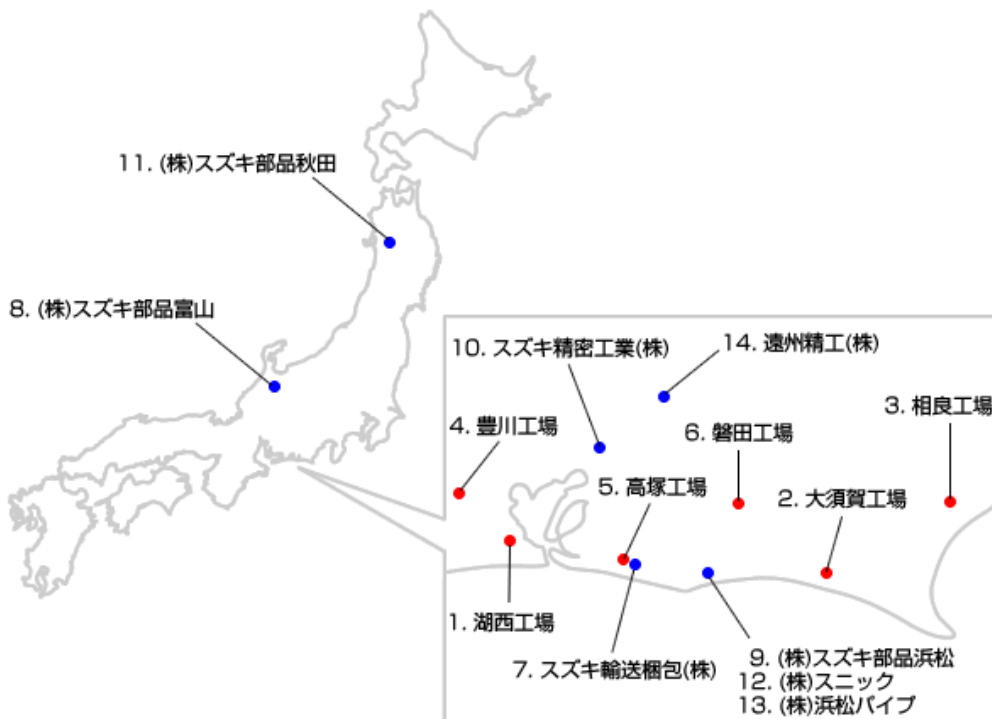 11. (株)スズキ部品秋田
8. (株)スズキ部品富山
10. スズキ精密工業(株)
14. 遠州精工(株)
4. 豊川工場
6. 磐田工場
3. 相良工場
5. 高塚工場
2. 大須賀工場
1. 湖西工場
7. スズキ輸送梱包(株)
9. (株)スズキ部品浜松
12. (株)スニック
13. (株)浜松パイプ